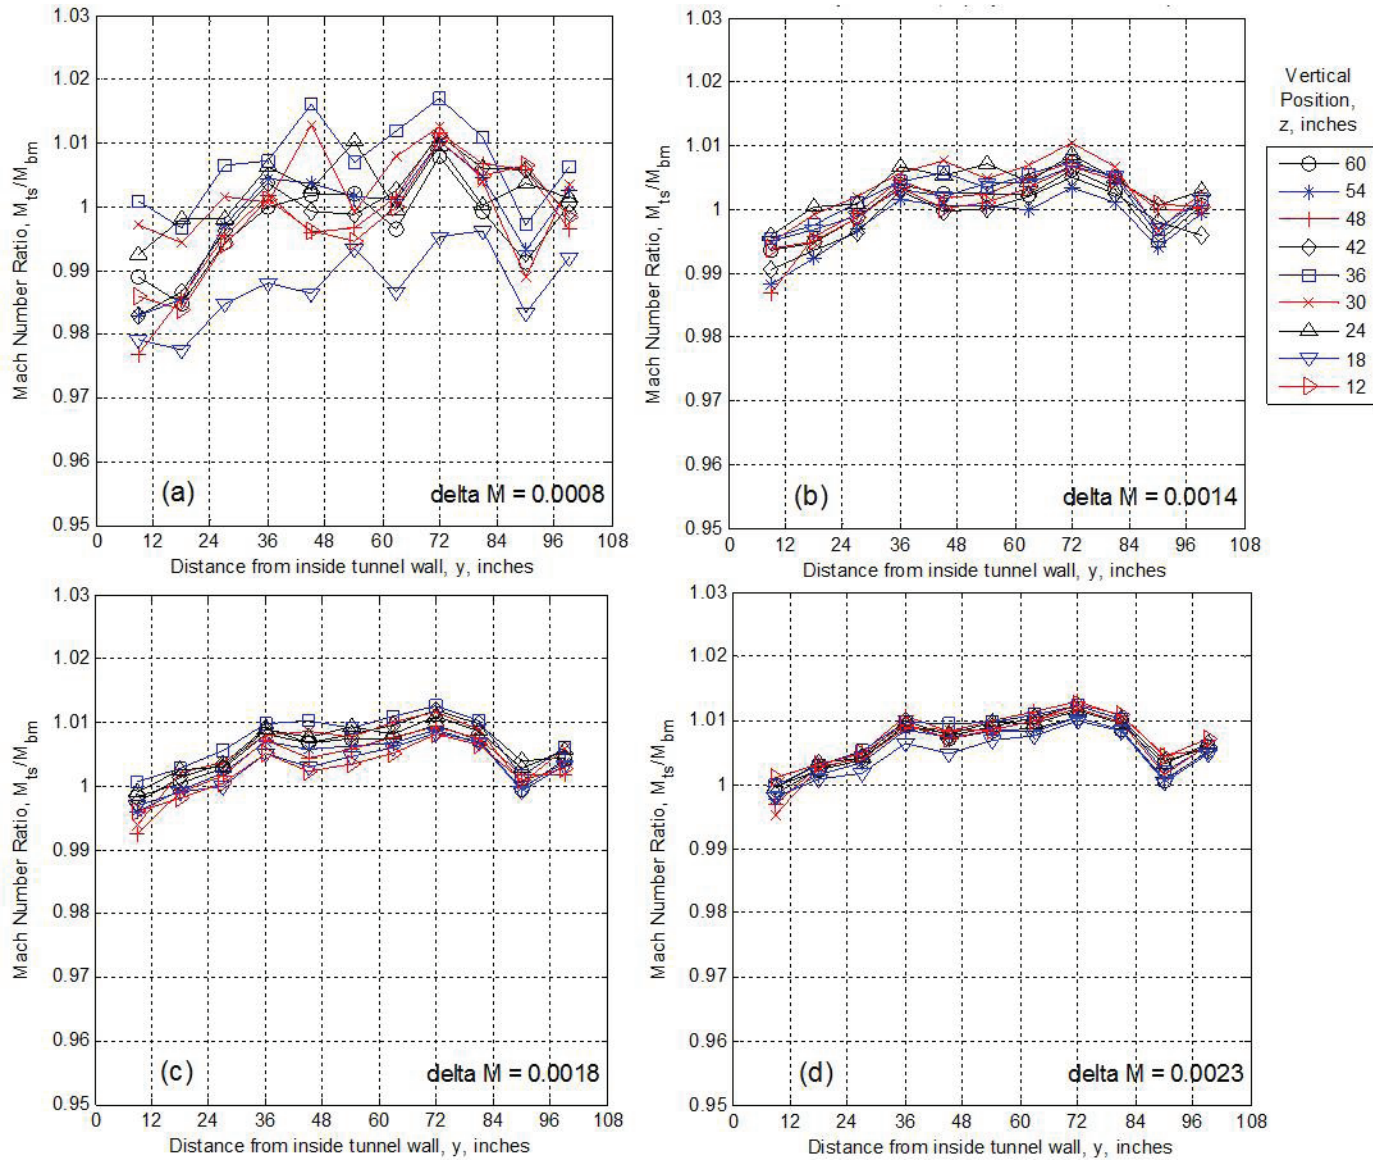 1.03
1.02
1.01
1
0.99
0.98
0.97
0.96
0.95
Mach Number Ratio, M_ts/M_bm
(a)
delta M = 0.0008
0 12 24 36 48 60 72 84 96 108
Distance from inside tunnel wall, y, inches
1.03
1.02
1.01
1
0.99
0.98
0.97
0.96
0.95
Mach Number Ratio, M_ts/M_bm
(b)
delta M = 0.0014
0 12 24 36 48 60 72 84 96 108
Distance from inside tunnel wall, y, inches
Vertical
Position,
z, inches
60
54
48
42
36
30
24
18
12
1.03
1.02
1.01
1
0.99
0.98
0.97
0.96
0.95
Mach Number Ratio, M_ts/M_bm
(c)
delta M = 0.0018
0 12 24 36 48 60 72 84 96 108
Distance from inside tunnel wall, y, inches
1.03
1.02
1.01
1
0.99
0.98
0.97
0.96
0.95
Mach Number Ratio, M_ts/M_bm
(d)
delta M = 0.0023
0 12 24 36 48 60 72 84 96 108
Distance from inside tunnel wall, y, inches